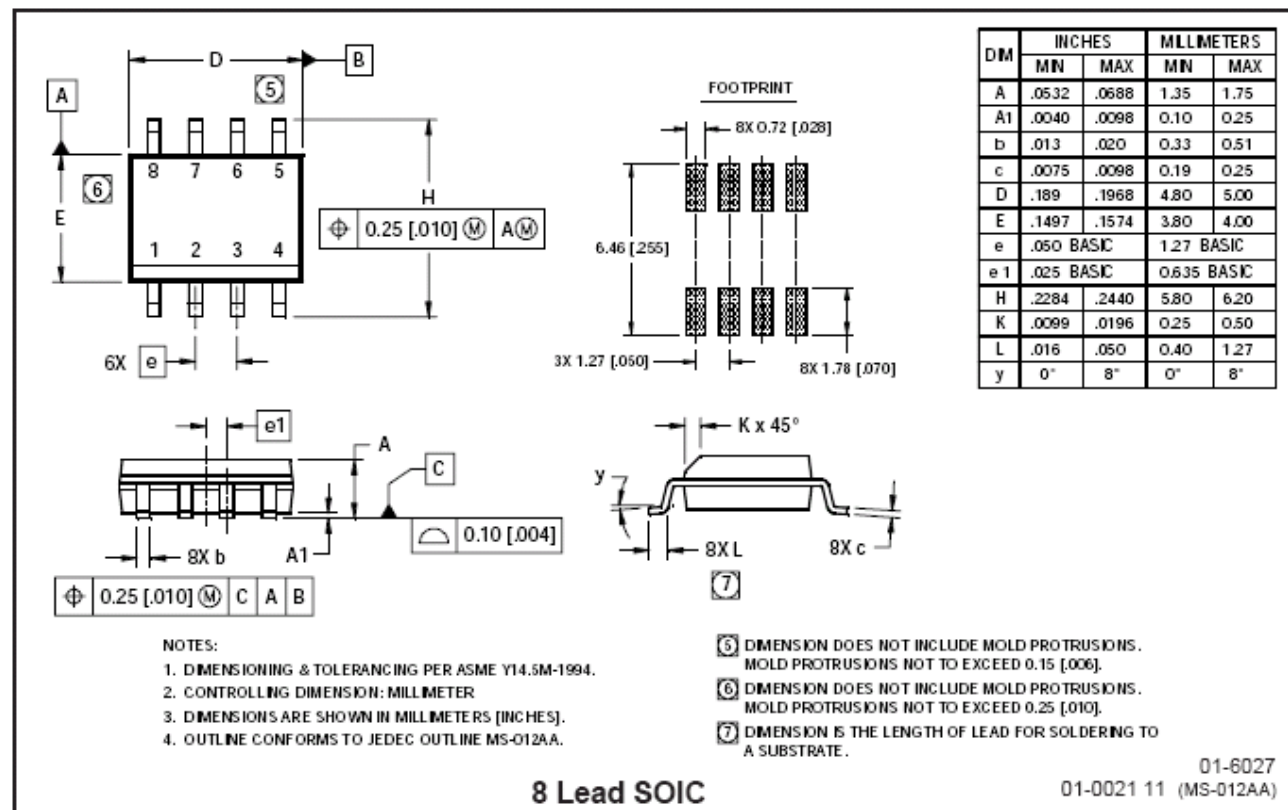 D
B
5
A
8 7 6 5
6
E
H
⌖ 0.25 [.010] Ⓜ AⓂ
1 2 3 4
6X e
FOOTPRINT
8X 0.72 [.028]
6.46 [.255]
3X 1.27 [.050]
8X 1.78 [.070]
DIM INCHES MILLIMETERS
MIN MAX MIN MAX
A .0532 .0688 1.35 1.75
A1 .0040 .0098 0.10 0.25
b .013 .020 0.33 0.51
c .0075 .0098 0.19 0.25
D .189 .1968 4.80 5.00
E .1497 .1574 3.80 4.00
e .050 BASIC 1.27 BASIC
e 1 .025 BASIC 0.635 BASIC
H .2284 .2440 5.80 6.20
K .0099 .0196 0.25 0.50
L .016 .050 0.40 1.27
y 0° 8° 0° 8°
e1
A
C
0.10 [.004]
8X b
A1
⌖ 0.25 [.010] Ⓜ C A B
K x 45°
y
8X L
8X c
7
NOTES:
1. DIMENSIONING & TOLERANCING PER ASME Y14.5M-1994.
2. CONTROLLING DIMENSION: MILLIMETER
3. DIMENSIONS ARE SHOWN IN MILLIMETERS [INCHES].
4. OUTLINE CONFORMS TO JEDEC OUTLINE MS-012AA.
5 DIMENSION DOES NOT INCLUDE MOLD PROTRUSIONS.
MOLD PROTRUSIONS NOT TO EXCEED 0.15 [.006].
6 DIMENSION DOES NOT INCLUDE MOLD PROTRUSIONS.
MOLD PROTRUSIONS NOT TO EXCEED 0.25 [.010].
7 DIMENSION IS THE LENGTH OF LEAD FOR SOLDERING TO
A SUBSTRATE.
8 Lead SOIC
01-6027
01-0021 11 (MS-012AA)